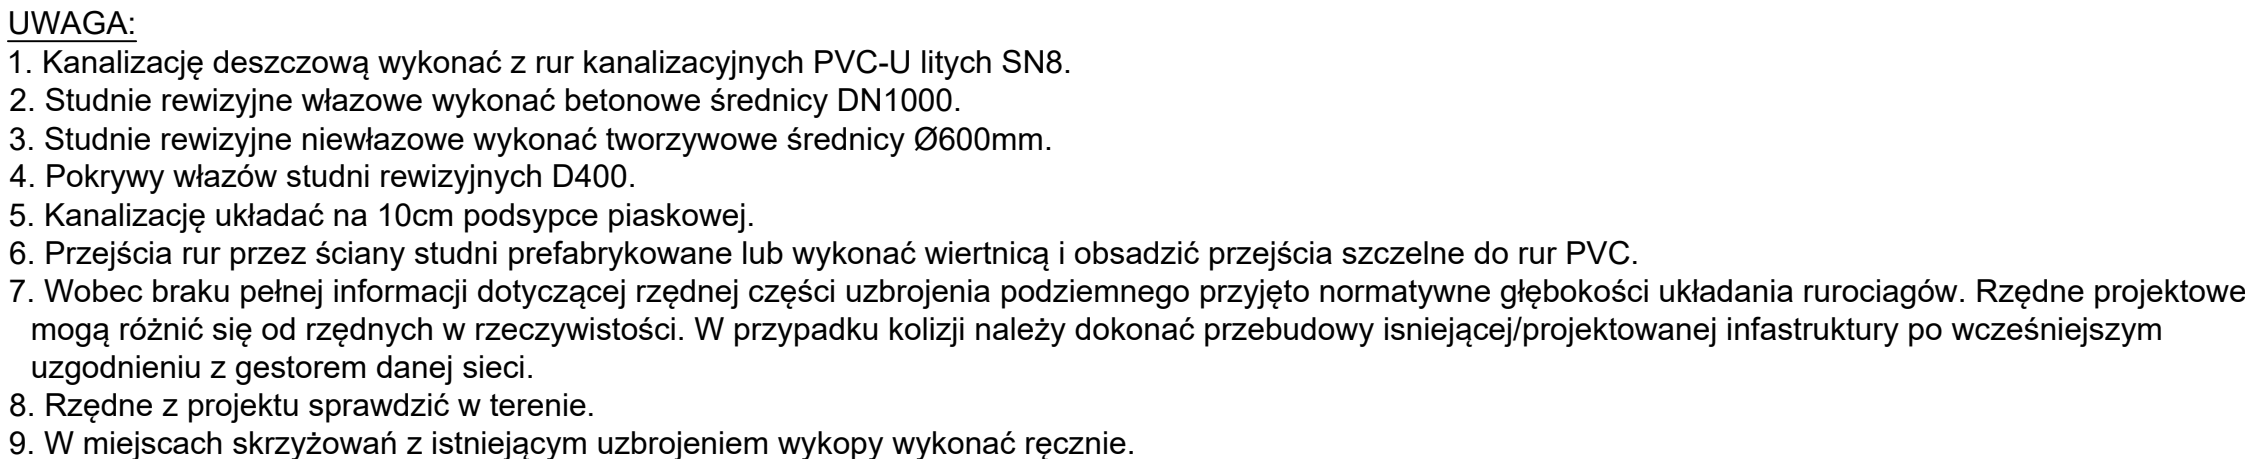 UWAGA:
1. Kanalizację deszczową wykonać z rur kanalizacyjnych PVC-U litych SN8.
2. Studnie rewizyjne włazowe wykonać betonowe średnicy DN1000.
3. Studnie rewizyjne niewłazowe wykonać tworzywowe średnicy Ø600mm.
4. Pokrywy włazów studni rewizyjnych D400.
5. Kanalizację układać na 10cm podsypce piaskowej.
6. Przejścia rur przez ściany studni prefabrykowane lub wykonać wiertnicą i obsadzić przejścia szczelne do rur PVC.
7. Wobec braku pełnej informacji dotyczącej rzędnej części uzbrojenia podziemnego przyjęto normatywne głębokości układania rurociagów. Rzędne projektowe
mogą różnić się od rzędnych w rzeczywistości. W przypadku kolizji należy dokonać przebudowy isniejącej/projektowanej infastruktury po wcześniejszym
uzgodnieniu z gestorem danej sieci.
8. Rzędne z projektu sprawdzić w terenie.
9. W miejscach skrzyżowań z istniejącym uzbrojeniem wykopy wykonać ręcznie.